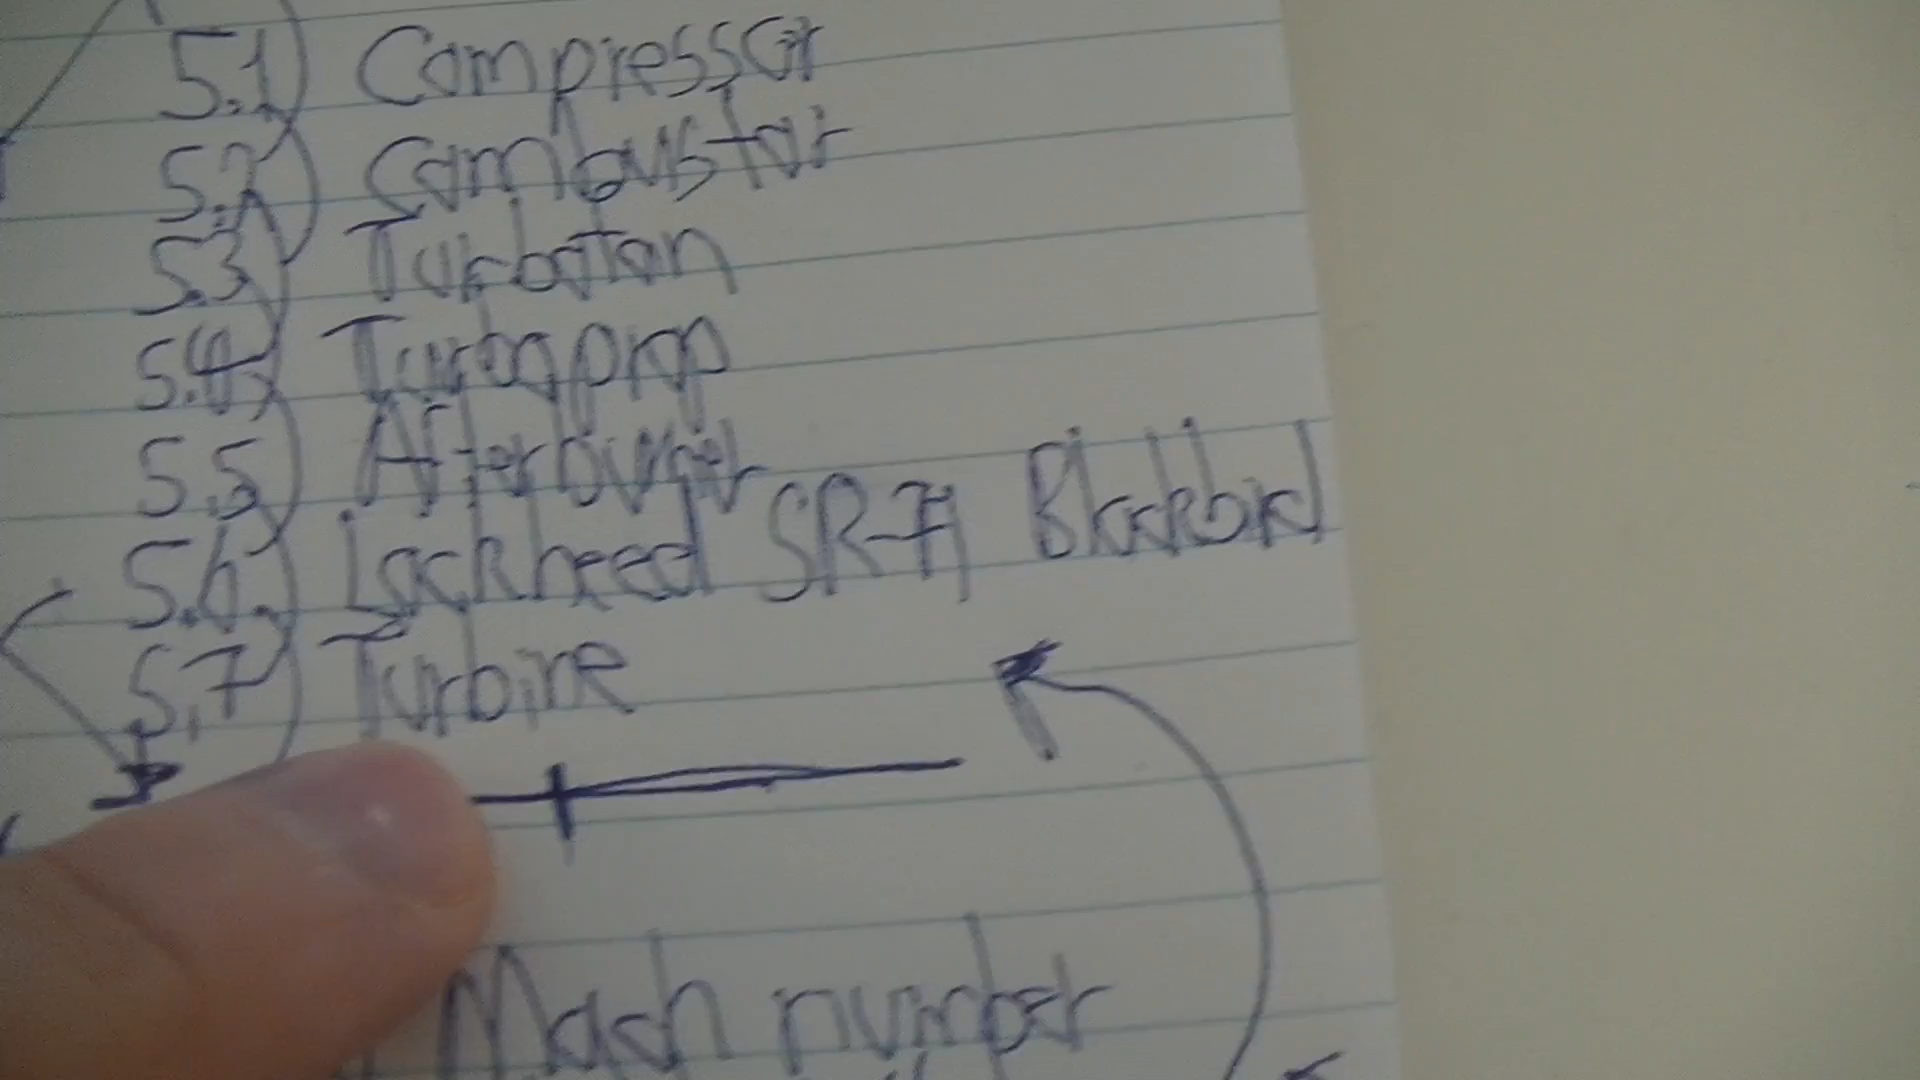 5.1) Compressor
5.2) Combustor
5.3) Turbofan
5.4) Turboprop
5.5) Afterburner
5.6.) Lockheed SR-71 Blackbird
5.7) Turbine
Mach number